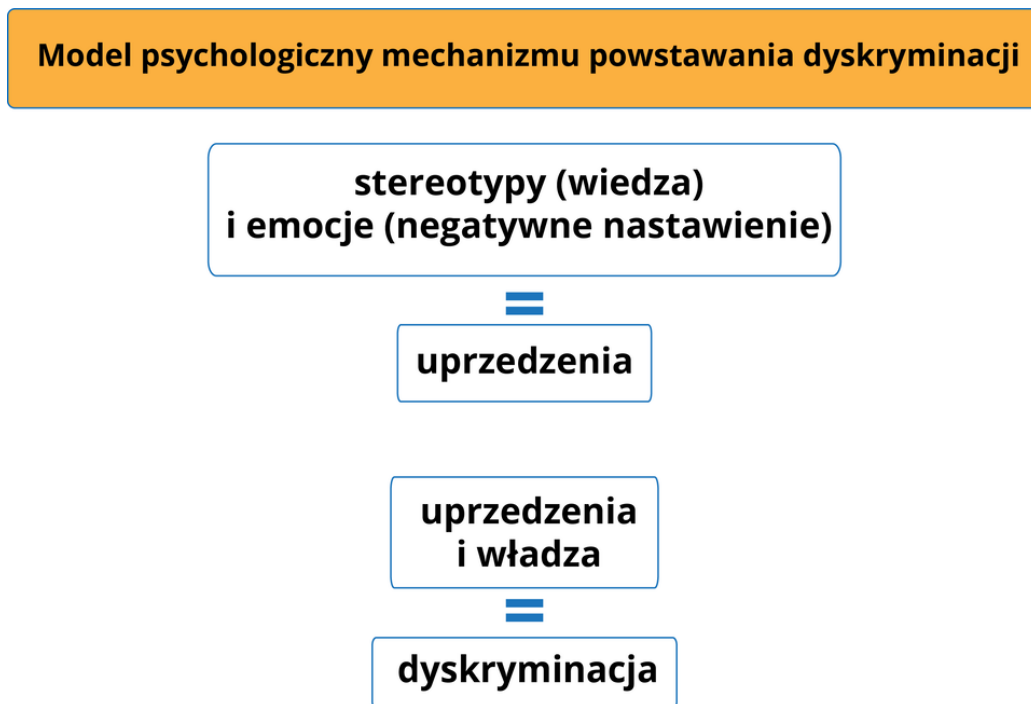 Model psychologiczny mechanizmu powstawania dyskryminacji
stereotypy (wiedza)
i emocje (negatywne nastawienie)
=
uprzedzenia
uprzedzenia
i władza
=
dyskryminacja